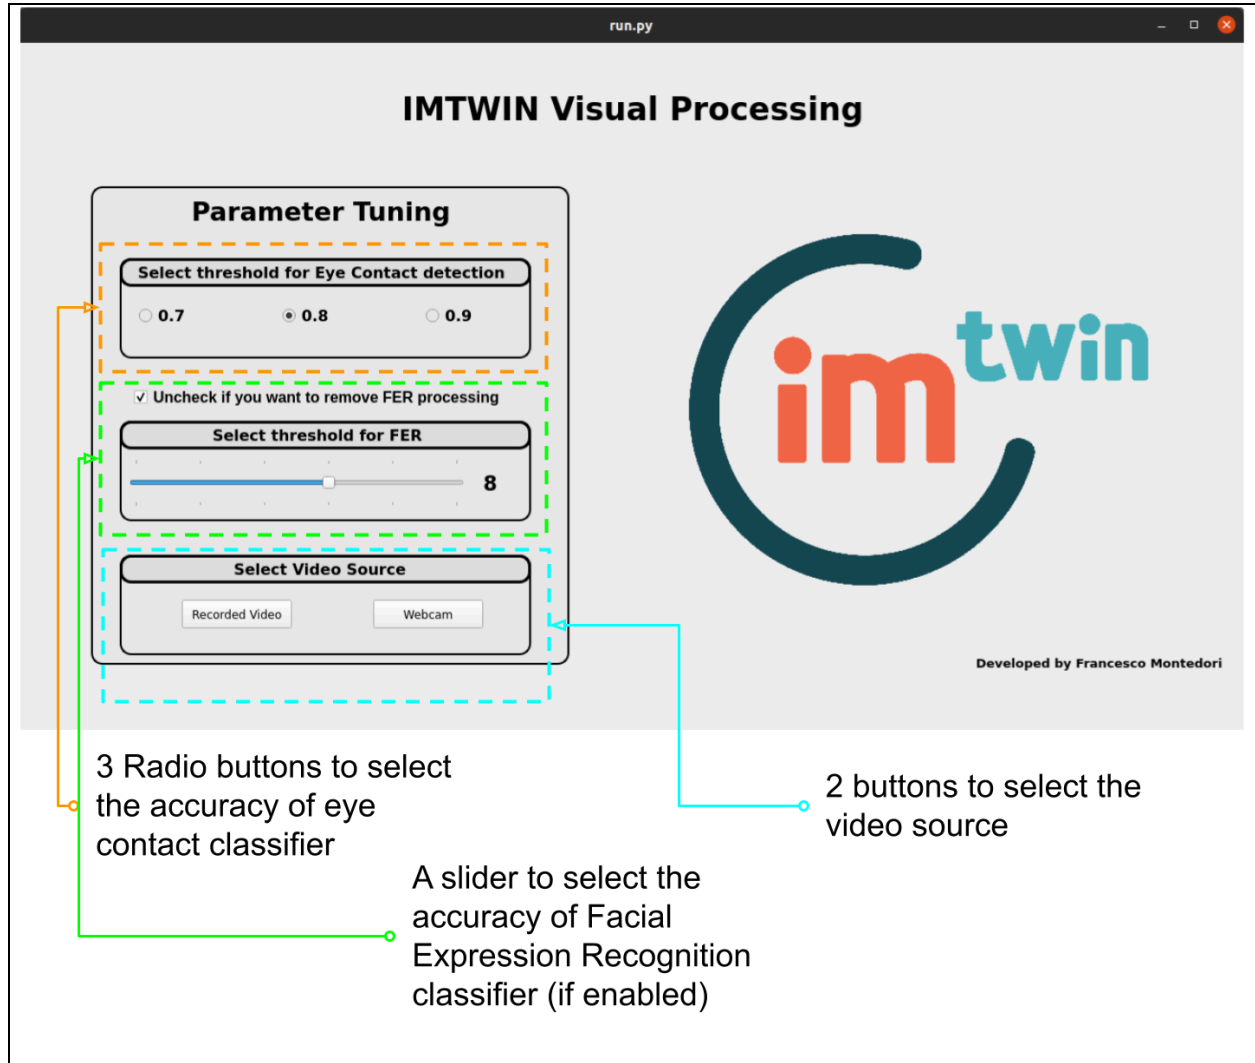 run.py
IMTWIN Visual Processing
Parameter Tuning
Select threshold for Eye Contact detection
0.7 0.8 0.9
Uncheck if you want to remove FER processing
Select threshold for FER
8
Select Video Source
Recorded Video Webcam
im twin
Developed by Francesco Montedori
3 Radio buttons to select
the accuracy of eye
contact classifier
2 buttons to select the
video source
A slider to select the
accuracy of Facial
Expression Recognition
classifier (if enabled)